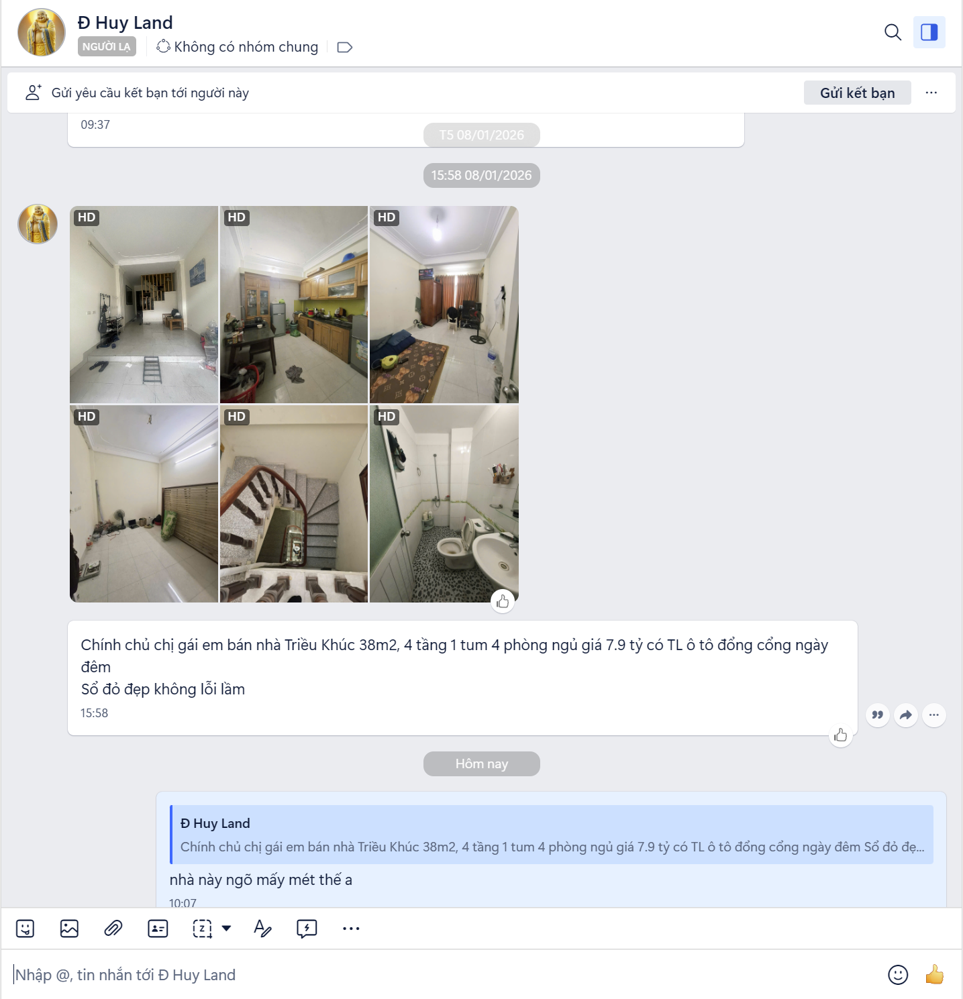 Đ Huy Land
NGƯỜI LẠ
Không có nhóm chung
Gửi yêu cầu kết bạn tới người này
Gửi kết bạn
09:37
T5 08/01/2026
15:58 08/01/2026
HD HD HD
HD HD HD
Chính chủ chị gái em bán nhà Triều Khúc 38m2, 4 tầng 1 tum 4 phòng ngủ giá 7.9 tỷ có TL ô tô đổng cổng ngày
đêm
Sổ đỏ đẹp không lỗi lầm
15:58
Hôm nay
Đ Huy Land
Chính chủ chị gái em bán nhà Triều Khúc 38m2, 4 tầng 1 tum 4 phòng ngủ giá 7.9 tỷ có TL ô tô đổng cổng ngày đêm Sổ đỏ đẹ...
nhà này ngõ mấy mét thế a
10:07
Nhập @, tin nhắn tới Đ Huy Land